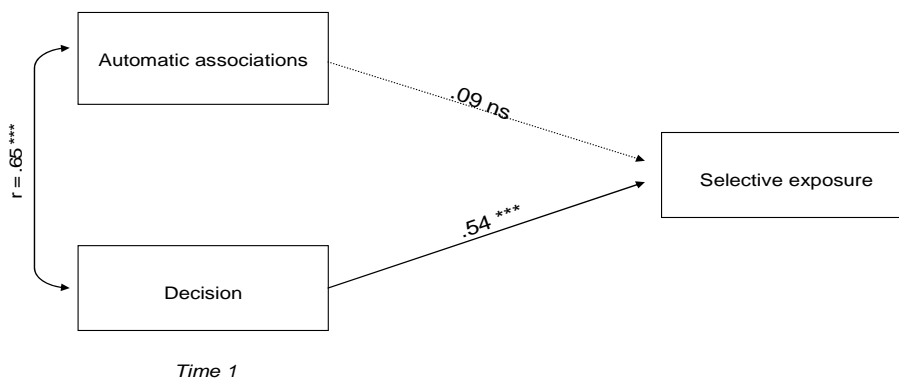 Automatic associations
.09 ns
r = .65 ***
Selective exposure
.54 ***
Decision
Time 1